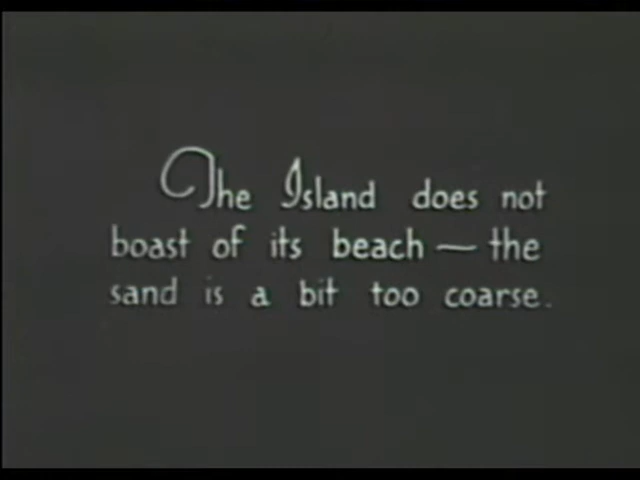 The Island does not
boast of its beach — the
sand is a bit too coarse.